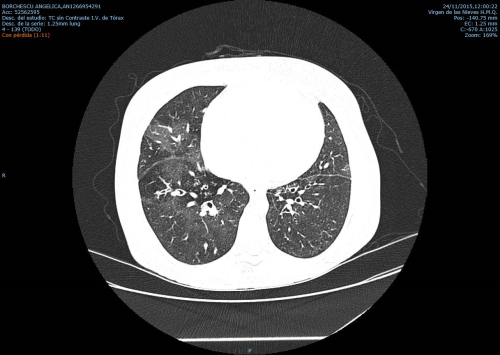 BORCHESCU ANGELICA,AN1266954291
Acc: 52562595
Desc. del estudio: TC sin Contraste I.V. de Tórax
Desc. de la serie: 1.25mm lung
4 - 139 (TODO)
Con pérdida (1:11)
24/11/2015,12:00:22
Virgen de las Nieves H.M.Q.
Pos: -140.75 mm
EC: 1.25 mm
C:-670 A:1025
Zoom: 169%
R